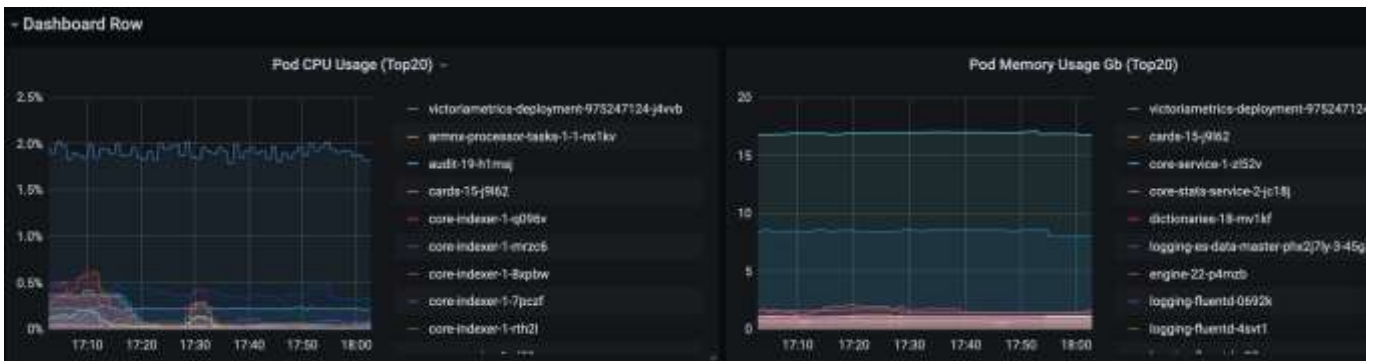 Dashboard Row
Pod CPU Usage (Top20)
2.5%
2.0%
1.5%
1.0%
0.5%
0%
17:10 17:20 17:30 17:40 17:50 18:00
victoriametrics-deployment-975247124-j4vvb
armnx-processor-tasks-1-1-nx1kv
audit-19-h1maj
cards-15-j9l62
core-indexer-1-q096x
core-indexer-1-mrzc6
core-indexer-1-8xpbw
core-indexer-1-7pczf
core-indexer-1-rth2l
Pod Memory Usage Gb (Top20)
20
15
10
5
0
17:10 17:20 17:30 17:40 17:50 18:00
victoriametrics-deployment-975247124
cards-15-j9l62
core-service-1-zl52v
core-stats-service-2-jc18j
dictionaries-18-mv1kf
logging-es-data-master-phx2j7ly-3-45g
engine-22-p4mzb
logging-fluentd-0692k
logging-fluentd-4svt1